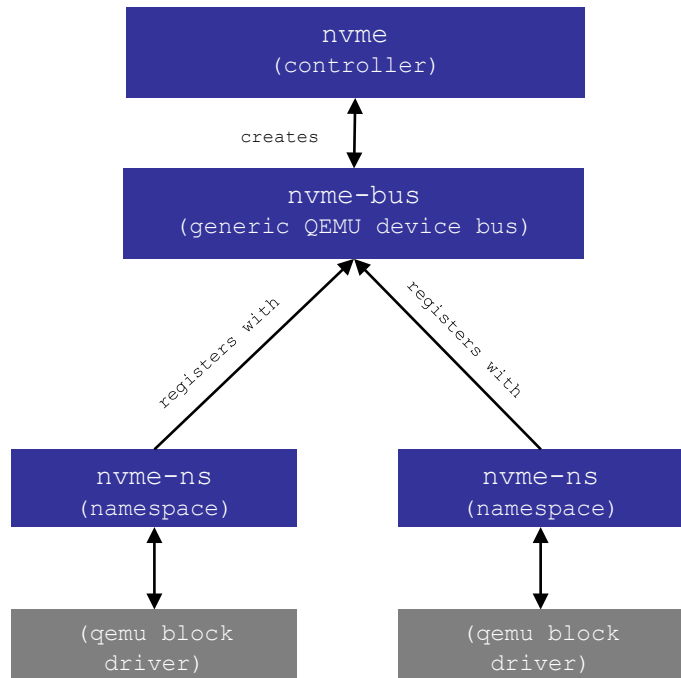 nvme
(controller)
creates
nvme-bus
(generic QEMU device bus)
registers with
registers with
nvme-ns
(namespace)
nvme-ns
(namespace)
(qemu block
driver)
(qemu block
driver)